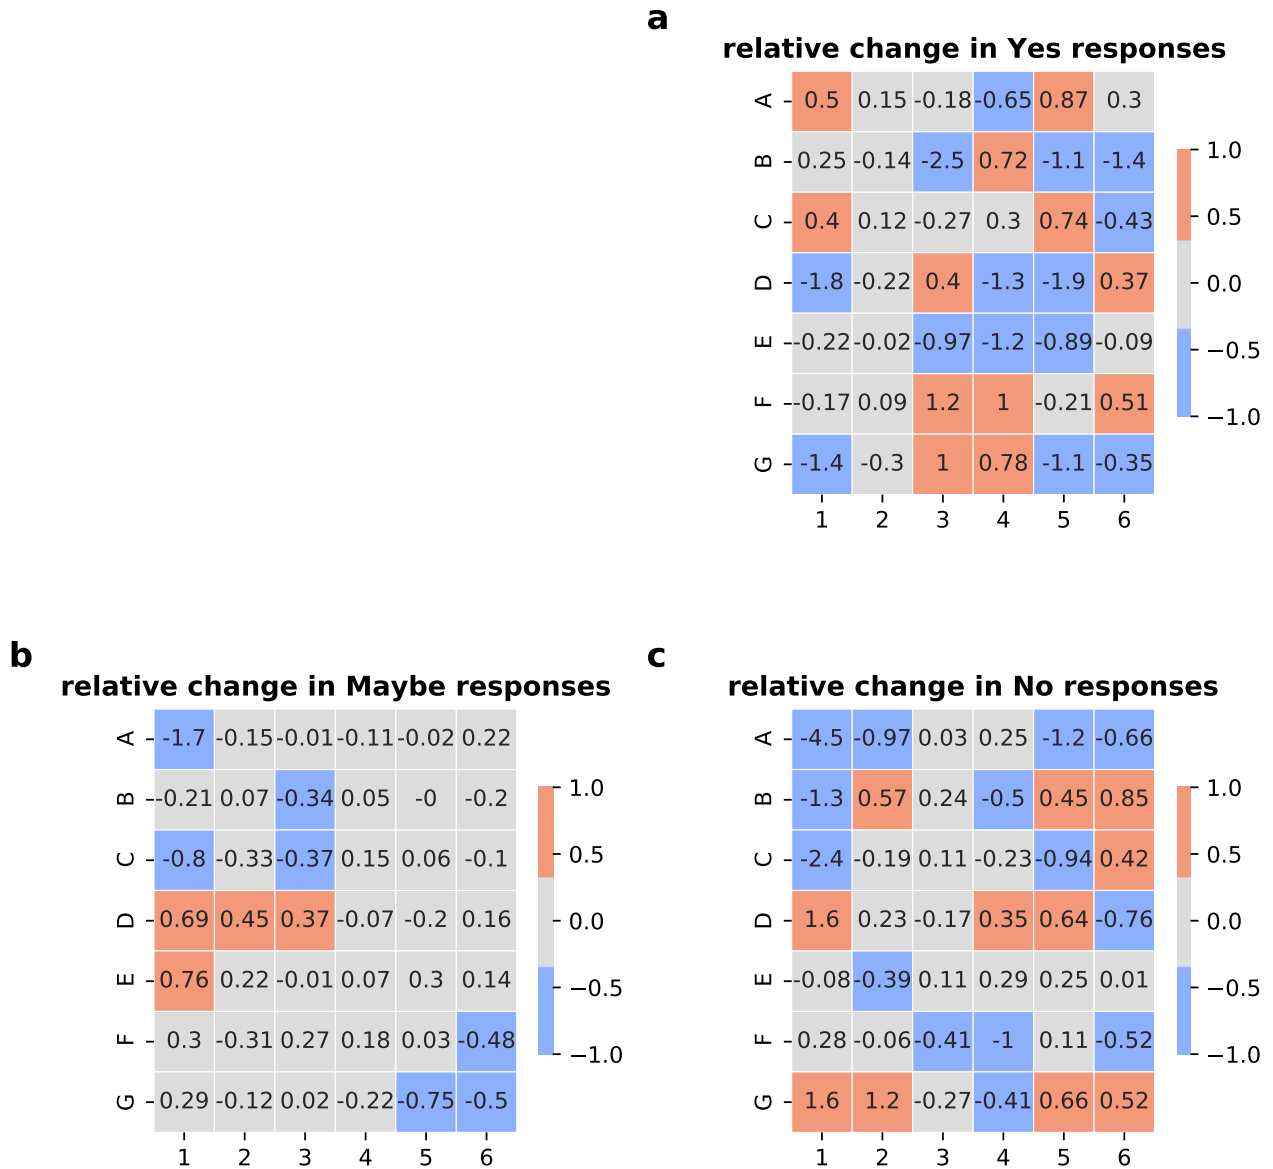 a
relative change in Yes responses
A 0.5 0.15 -0.18 -0.65 0.87 0.3
B 0.25 -0.14 -2.5 0.72 -1.1 -1.4
C 0.4 0.12 -0.27 0.3 0.74 -0.43
D -1.8 -0.22 0.4 -1.3 -1.9 0.37
E -0.22 -0.02 -0.97 -1.2 -0.89 -0.09
F -0.17 0.09 1.2 1 -0.21 0.51
G -1.4 -0.3 1 0.78 -1.1 -0.35
1 2 3 4 5 6
1.0
0.5
0.0
−0.5
−1.0
b
relative change in Maybe responses
A -1.7 -0.15 -0.01 -0.11 -0.02 0.22
B -0.21 0.07 -0.34 0.05 -0 -0.2
C -0.8 -0.33 -0.37 0.15 0.06 -0.1
D 0.69 0.45 0.37 -0.07 -0.2 0.16
E 0.76 0.22 -0.01 0.07 0.3 0.14
F 0.3 -0.31 0.27 0.18 0.03 -0.48
G 0.29 -0.12 0.02 -0.22 -0.75 -0.5
1 2 3 4 5 6
1.0
0.5
0.0
−0.5
−1.0
c
relative change in No responses
A -4.5 -0.97 0.03 0.25 -1.2 -0.66
B -1.3 0.57 0.24 -0.5 0.45 0.85
C -2.4 -0.19 0.11 -0.23 -0.94 0.42
D 1.6 0.23 -0.17 0.35 0.64 -0.76
E -0.08 -0.39 0.11 0.29 0.25 0.01
F 0.28 -0.06 -0.41 -1 0.11 -0.52
G 1.6 1.2 -0.27 -0.41 0.66 0.52
1 2 3 4 5 6
1.0
0.5
0.0
−0.5
−1.0